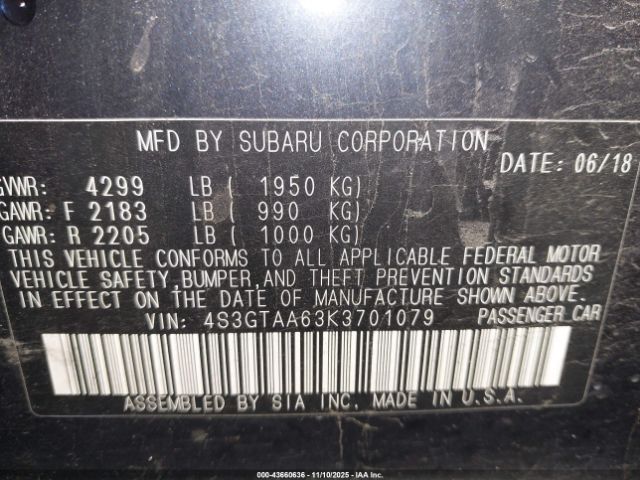 MFD BY SUBARU CORPORATION
DATE: 06/18
GVWR: 4299 LB ( 1950 KG)
GAWR: F 2183 LB ( 990 KG)
GAWR: R 2205 LB ( 1000 KG)
THIS VEHICLE CONFORMS TO ALL APPLICABLE FEDERAL MOTOR
VEHICLE SAFETY, BUMPER, AND THEFT PREVENTION STANDARDS
IN EFFECT ON THE DATE OF MANUFACTURE SHOWN ABOVE.
VIN: 4S3GTAA63K3701079 PASSENGER CAR
ASSEMBLED BY SIA INC. MADE IN U.S.A.
000-43660636 - 11/10/2025 - IAA Inc.